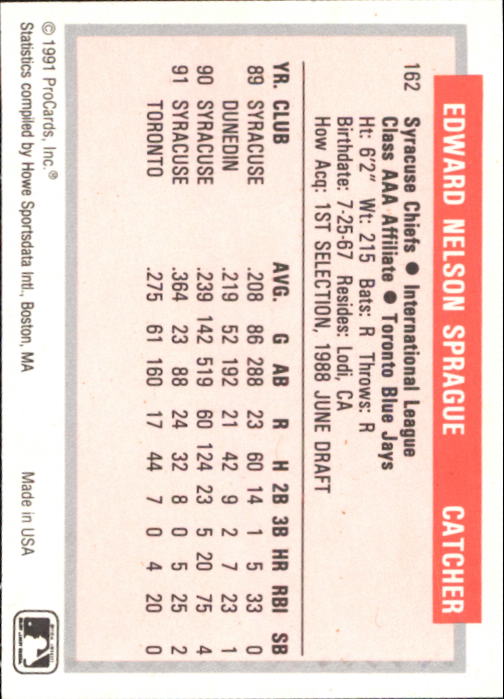 EDWARD NELSON SPRAGUE CATCHER
162 Syracuse Chiefs ● International League
Class AAA Affiliate ● Toronto Blue Jays
Ht: 6'2" Wt: 215 Bats: R Throws: R
Birthdate: 7-25-67 Resides: Lodi, CA
How Acq: 1ST SELECTION, 1988 JUNE DRAFT
YR. CLUB AVG. G AB R H 2B 3B HR RBI SB
89 SYRACUSE .208 86 288 23 60 14 1 5 33 0
DUNEDIN .219 52 192 21 42 9 2 7 23 1
90 SYRACUSE .239 142 519 60 124 23 5 20 75 4
91 SYRACUSE .364 23 88 24 32 8 0 5 25 2
TORONTO .275 61 160 17 44 7 0 4 20 0
© 1991 ProCards, Inc.® Made in USA
Statistics compiled by Howe Sportsdata Intl., Boston, MA